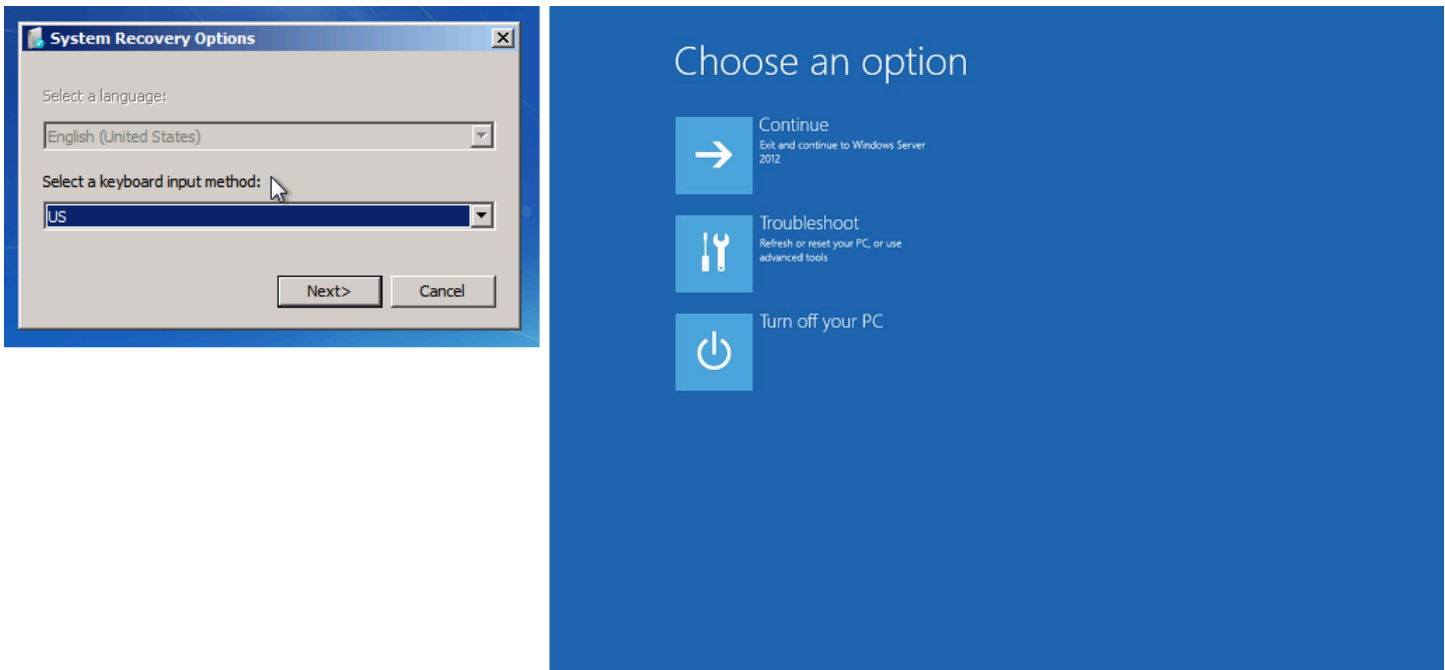 System Recovery Options
Select a language:
English (United States)
Select a keyboard input method:
US
Next>
Cancel
Choose an option
Continue
Exit and continue to Windows Server
2012
Troubleshoot
Refresh or reset your PC, or use
advanced tools
Turn off your PC